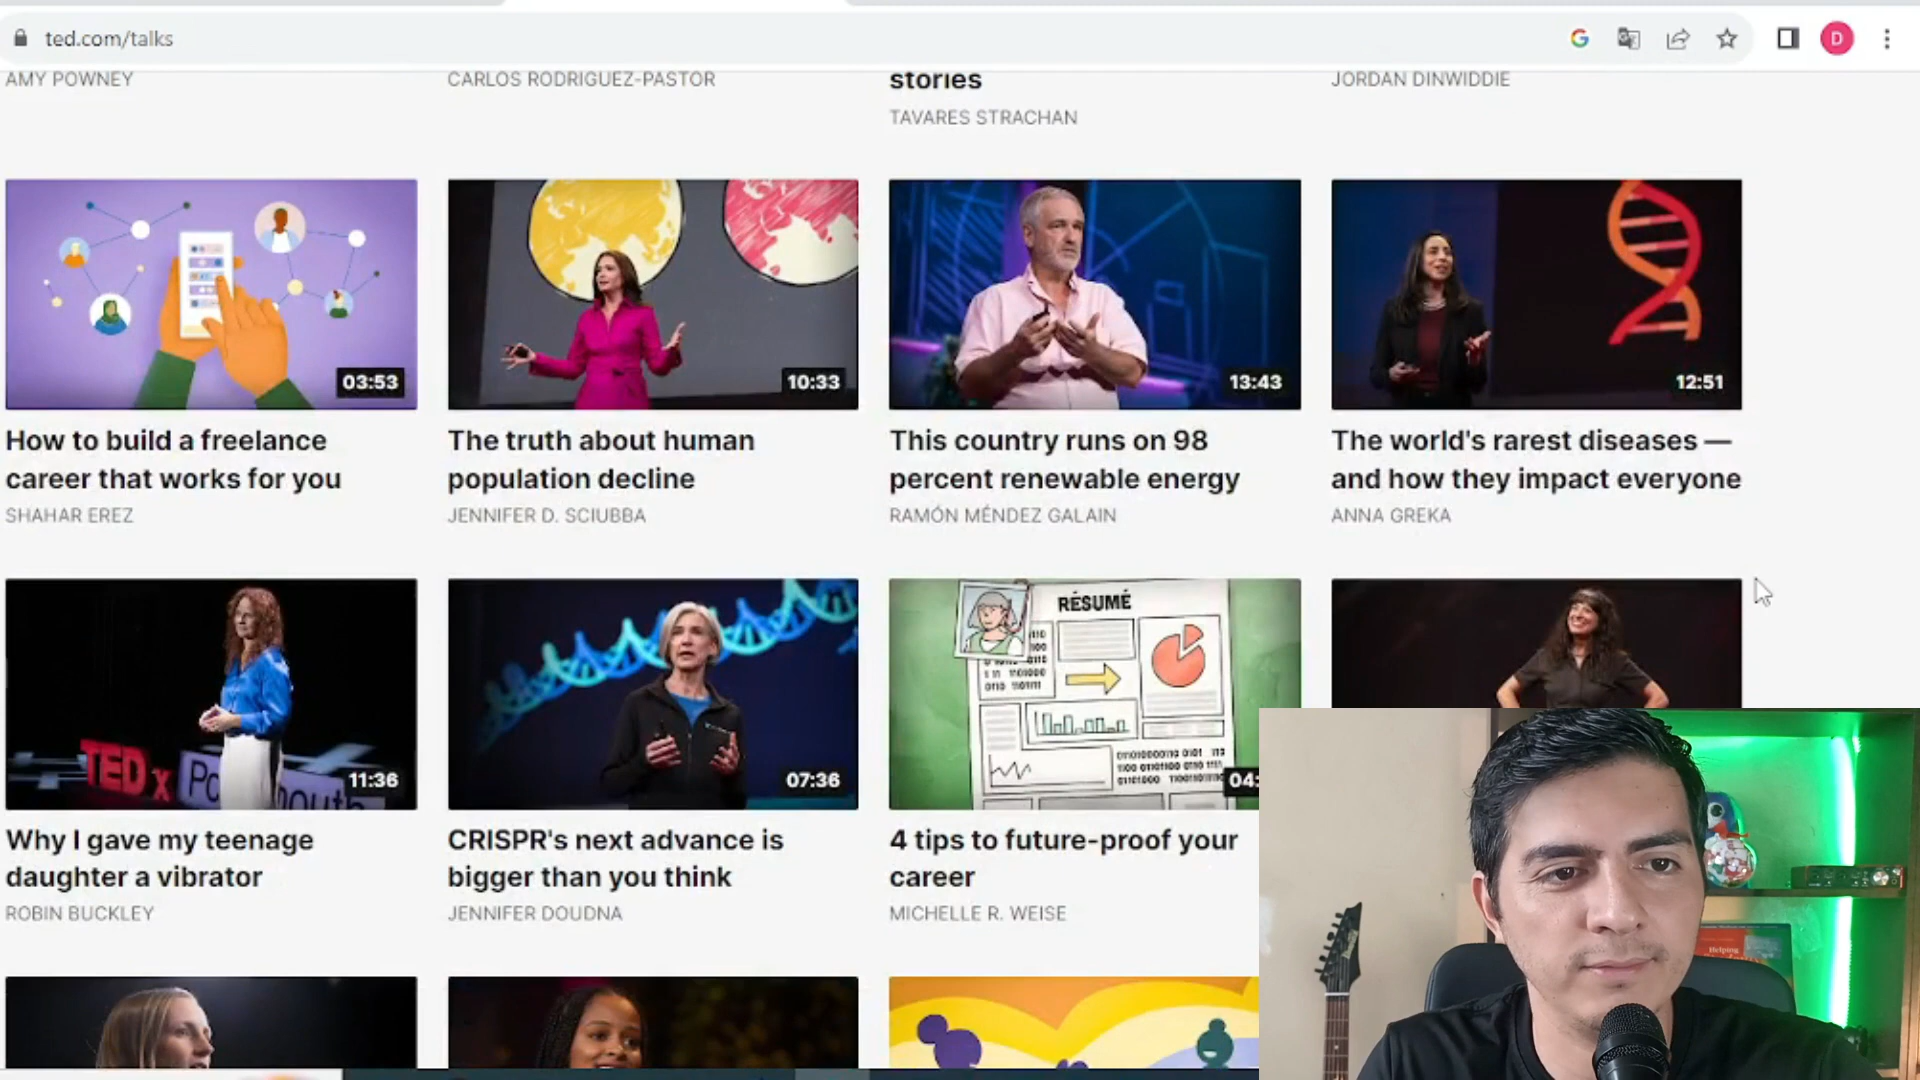 ted.com/talks
D
AMY POWNEY
CARLOS RODRIGUEZ-PASTOR
stories
TAVARES STRACHAN
JORDAN DINWIDDIE
03:53
10:33
13:43
12:51
How to build a freelance
career that works for you
SHAHAR EREZ
The truth about human
population decline
JENNIFER D. SCIUBBA
This country runs on 98
percent renewable energy
RAMÓN MÉNDEZ GALAIN
The world's rarest diseases —
and how they impact everyone
ANNA GREKA
TEDx
11:36
07:36
RÉSUMÉ
04:
Why I gave my teenage
daughter a vibrator
ROBIN BUCKLEY
CRISPR's next advance is
bigger than you think
JENNIFER DOUDNA
4 tips to future-proof your
career
MICHELLE R. WEISE
Helping